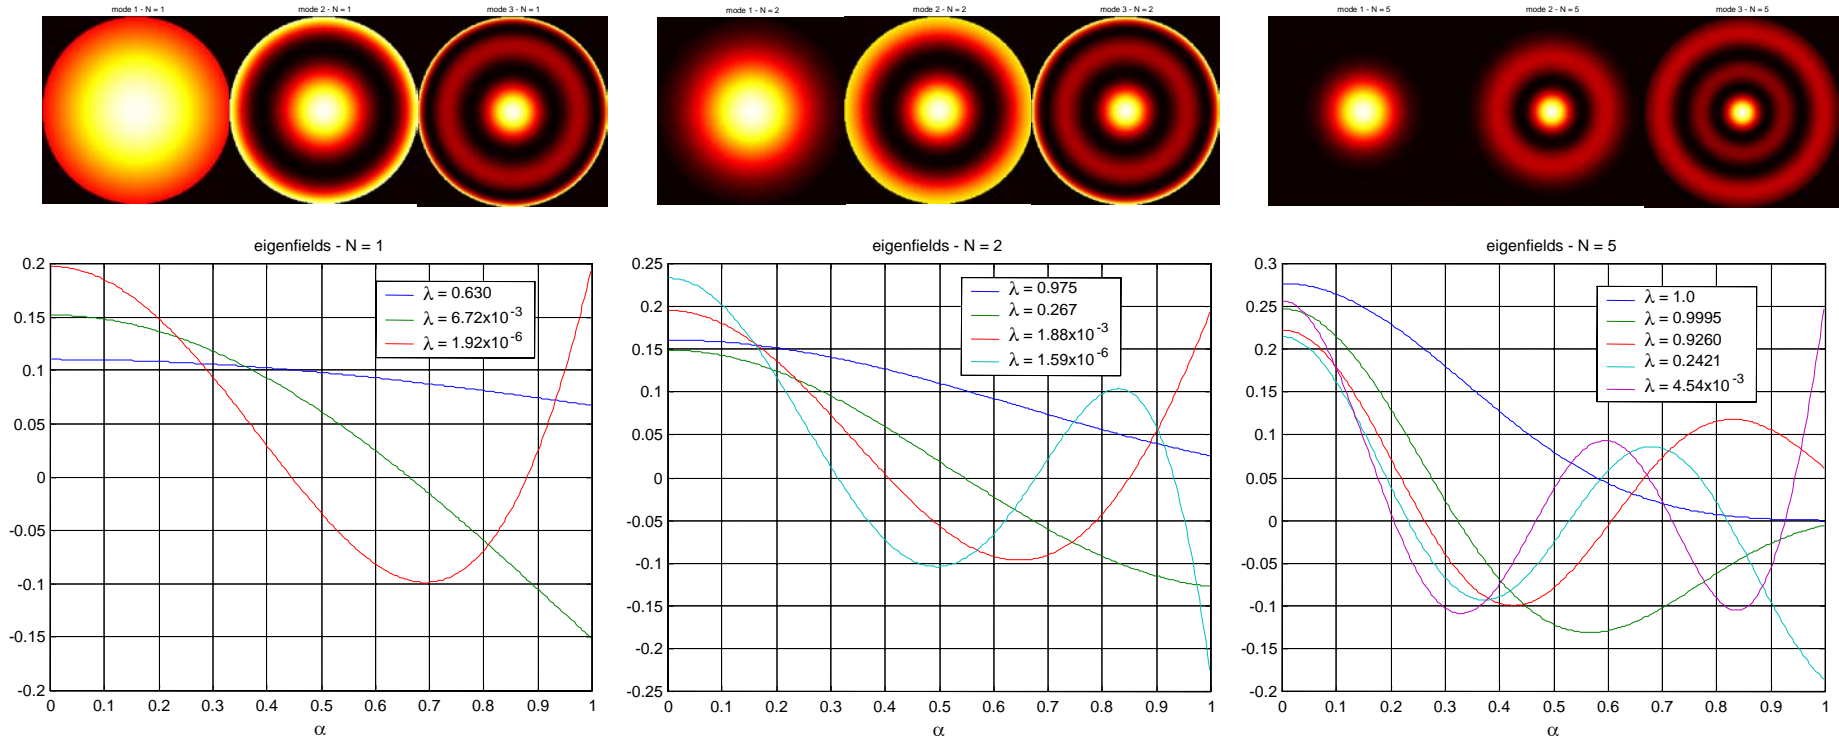 mode 1 - N = 1
mode 2 - N = 1
mode 3 - N = 1
mode 1 - N = 2
mode 2 - N = 2
mode 3 - N = 2
mode 1 - N = 5
mode 2 - N = 5
mode 3 - N = 5
eigenfields - N = 1
0.2
0.15
0.1
0.05
0
-0.05
-0.1
-0.15
-0.2
λ = 0.630
λ = 6.72x10⁻³
λ = 1.92x10⁻⁶
0 0.1 0.2 0.3 0.4 0.5 0.6 0.7 0.8 0.9 1
α
eigenfields - N = 2
0.25
0.2
0.15
0.1
0.05
0
-0.05
-0.1
-0.15
-0.2
-0.25
λ = 0.975
λ = 0.267
λ = 1.88x10⁻³
λ = 1.59x10⁻⁶
0 0.1 0.2 0.3 0.4 0.5 0.6 0.7 0.8 0.9 1
α
eigenfields - N = 5
0.3
0.25
0.2
0.15
0.1
0.05
0
-0.05
-0.1
-0.15
-0.2
λ = 1.0
λ = 0.9995
λ = 0.9260
λ = 0.2421
λ = 4.54x10⁻³
0 0.1 0.2 0.3 0.4 0.5 0.6 0.7 0.8 0.9 1
α